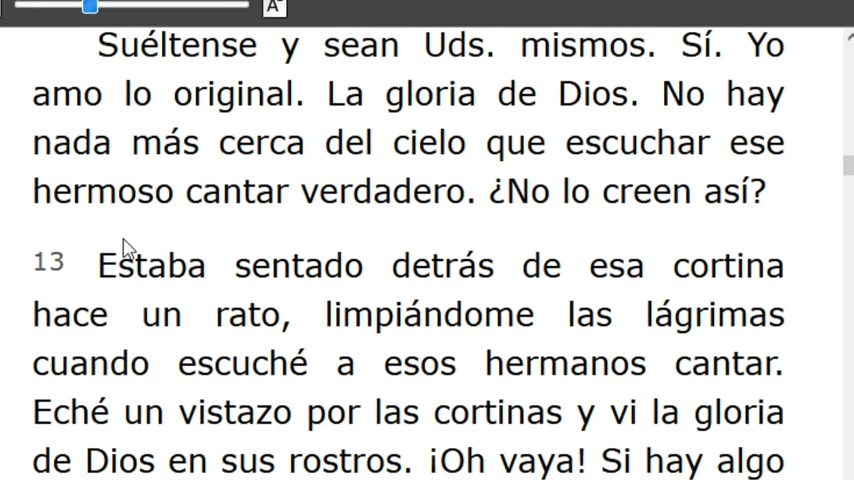 A
Suéltense y sean Uds. mismos. Sí. Yo
amo lo original. La gloria de Dios. No hay
nada más cerca del cielo que escuchar ese
hermoso cantar verdadero. ¿No lo creen así?
13 Estaba sentado detrás de esa cortina
hace un rato, limpiándome las lágrimas
cuando escuché a esos hermanos cantar.
Eché un vistazo por las cortinas y vi la gloria
de Dios en sus rostros. ¡Oh vaya! Si hay algo